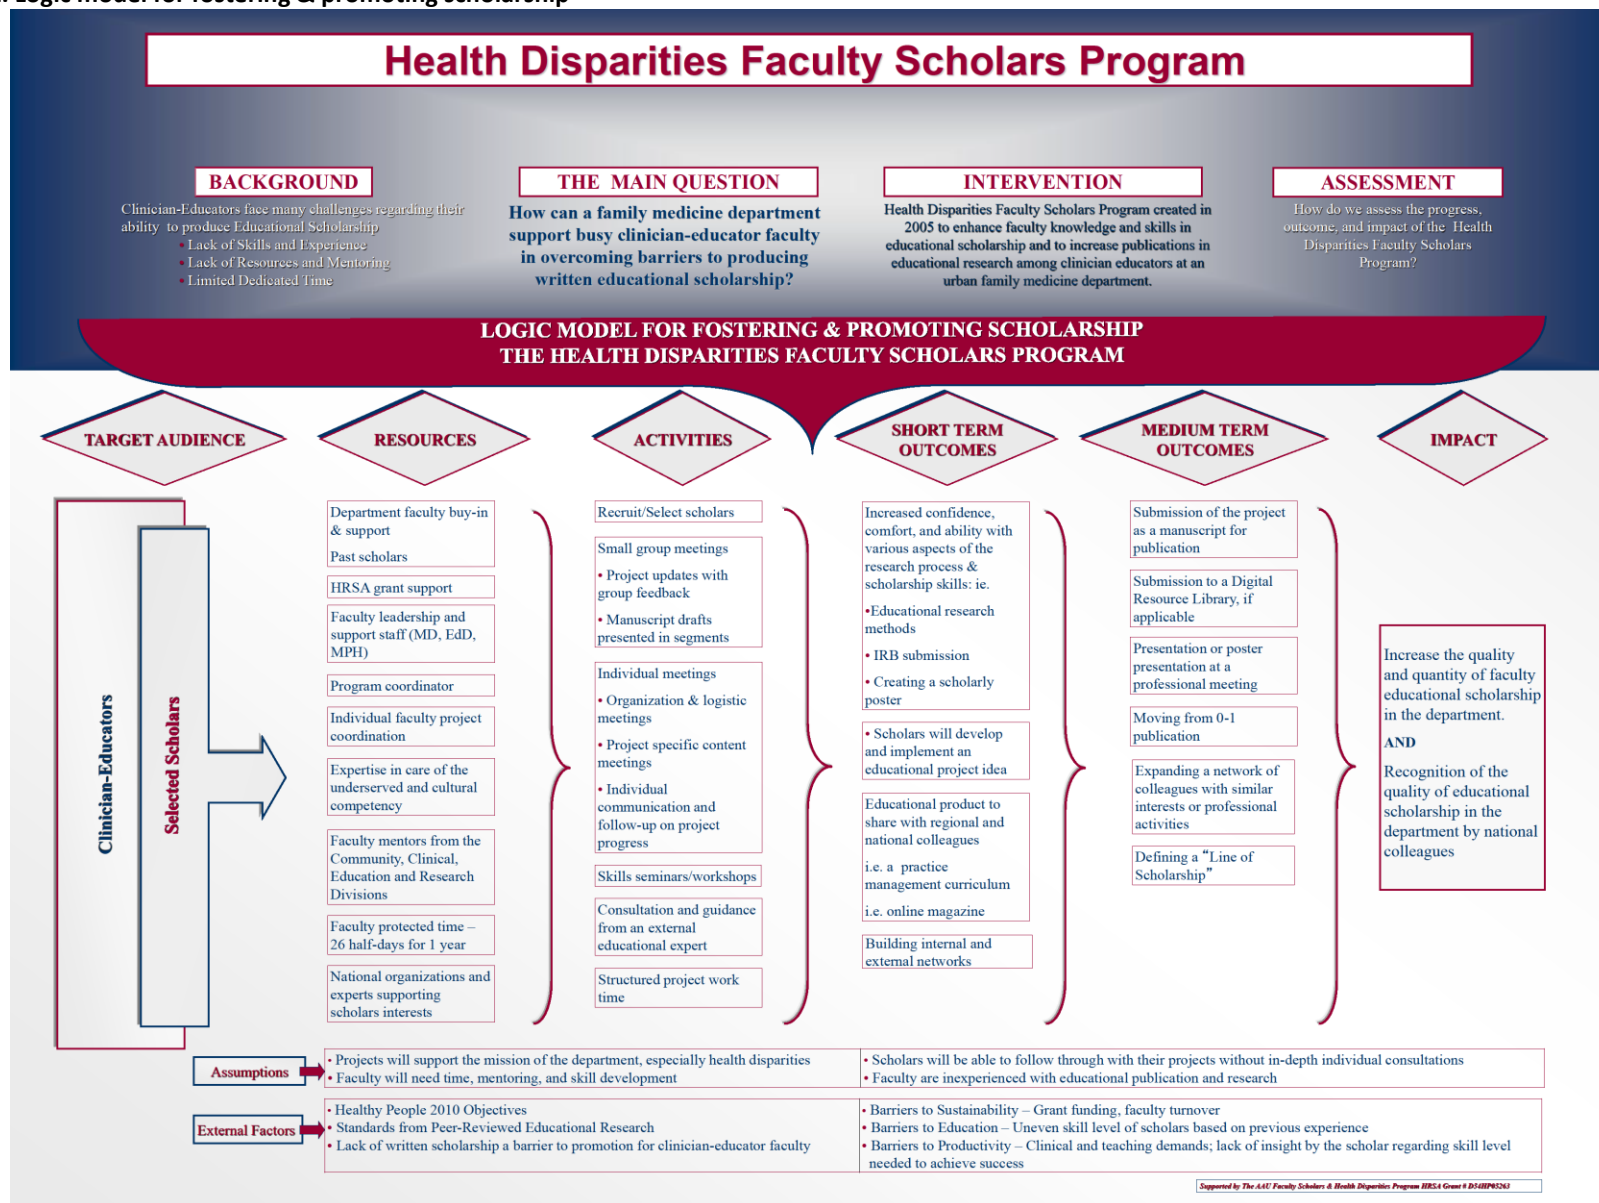 Logic model for fostering & promoting scholarship
Health Disparities Faculty Scholars Program
BACKGROUND
Clinician-Educators face many challenges regarding their
ability to produce Educational Scholarship
• Lack of Skills and Experience
• Lack of Resources and Mentoring
• Limited Dedicated Time
THE MAIN QUESTION
How can a family medicine department
support busy clinician-educator faculty
in overcoming barriers to producing
written educational scholarship?
INTERVENTION
Health Disparities Faculty Scholars Program created in
2005 to enhance faculty knowledge and skills in
educational scholarship and to increase publications in
educational research among clinician educators at an
urban family medicine department.
ASSESSMENT
How do we assess the progress,
outcome, and impact of the Health
Disparities Faculty Scholars
Program?
LOGIC MODEL FOR FOSTERING & PROMOTING SCHOLARSHIP
THE HEALTH DISPARITIES FACULTY SCHOLARS PROGRAM
TARGET AUDIENCE
Clinician-Educators
Selected Scholars
RESOURCES
Department faculty buy-in
& support
Past scholars
HRSA grant support
Faculty leadership and
support staff (MD, EdD,
MPH)
Program coordinator
Individual faculty project
coordination
Expertise in care of the
underserved and cultural
competency
Faculty mentors from the
Community, Clinical,
Education and Research
Divisions
Faculty protected time –
26 half-days for 1 year
National organizations and
experts supporting
scholars interests
ACTIVITIES
Recruit/Select scholars
Small group meetings
• Project updates with
group feedback
• Manuscript drafts
presented in segments
Individual meetings
• Organization & logistic
meetings
• Project specific content
meetings
• Individual
communication and
follow-up on project
progress
Skills seminars/workshops
Consultation and guidance
from an external
educational expert
Structured project work
time
SHORT TERM
OUTCOMES
Increased confidence,
comfort, and ability with
various aspects of the
research process &
scholarship skills: ie.
•Educational research
methods
• IRB submission
• Creating a scholarly
poster
• Scholars will develop
and implement an
educational project idea
Educational product to
share with regional and
national colleagues
i.e. a practice
management curriculum
i.e. online magazine
Building internal and
external networks
MEDIUM TERM
OUTCOMES
Submission of the project
as a manuscript for
publication
Submission to a Digital
Resource Library, if
applicable
Presentation or poster
presentation at a
professional meeting
Moving from 0-1
publication
Expanding a network of
colleagues with similar
interests or professional
activities
Defining a “Line of
Scholarship”
IMPACT
Increase the quality
and quantity of faculty
educational scholarship
in the department.
AND
Recognition of the
quality of educational
scholarship in the
department by national
colleagues
Assumptions
• Projects will support the mission of the department, especially health disparities
• Faculty will need time, mentoring, and skill development
• Scholars will be able to follow through with their projects without in-depth individual consultations
• Faculty are inexperienced with educational publication and research
External Factors
• Healthy People 2010 Objectives
• Standards from Peer-Reviewed Educational Research
• Lack of written scholarship a barrier to promotion for clinician-educator faculty
• Barriers to Sustainability – Grant funding, faculty turnover
• Barriers to Education – Uneven skill level of scholars based on previous experience
• Barriers to Productivity – Clinical and teaching demands; lack of insight by the scholar regarding skill level
needed to achieve success
Supported by The AAU Faculty Scholars & Health Disparities Program HRSA Grant # D54HP05263